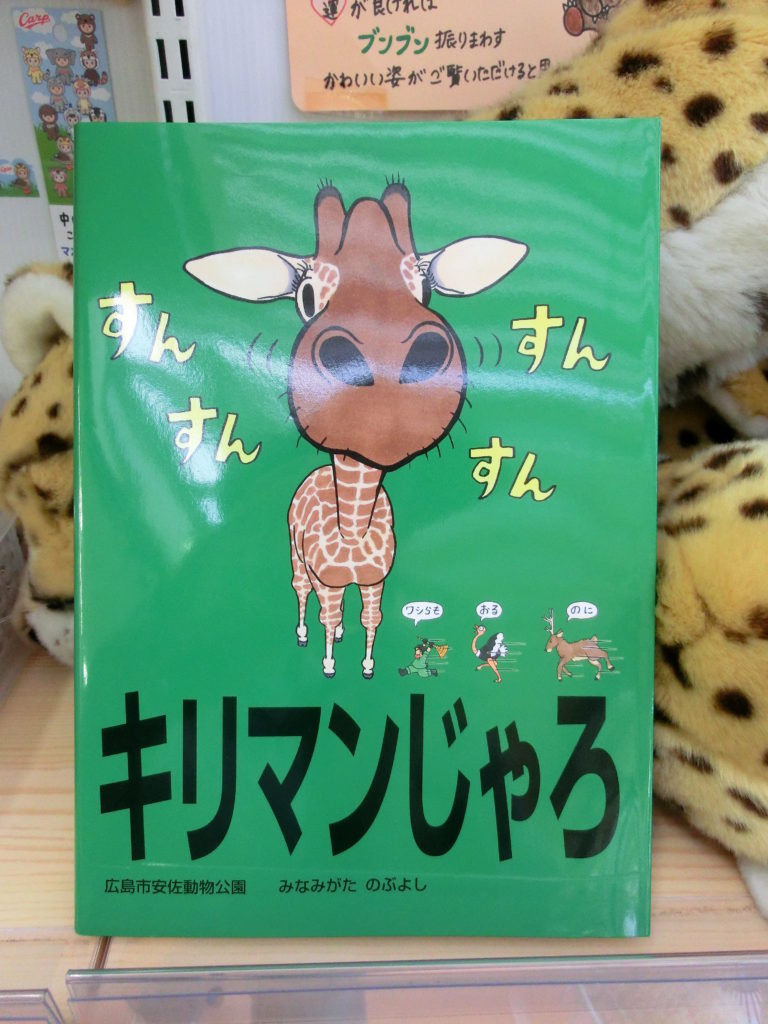 Carp
運 が良ければ
ブンブン 振りまわす
かわいい姿が ご覧いただけると
すん
すん
すん
すん
ワシらも
おる
のに
キリマンじゃろ
広島市安佐動物公園 みなみがた のぶよし